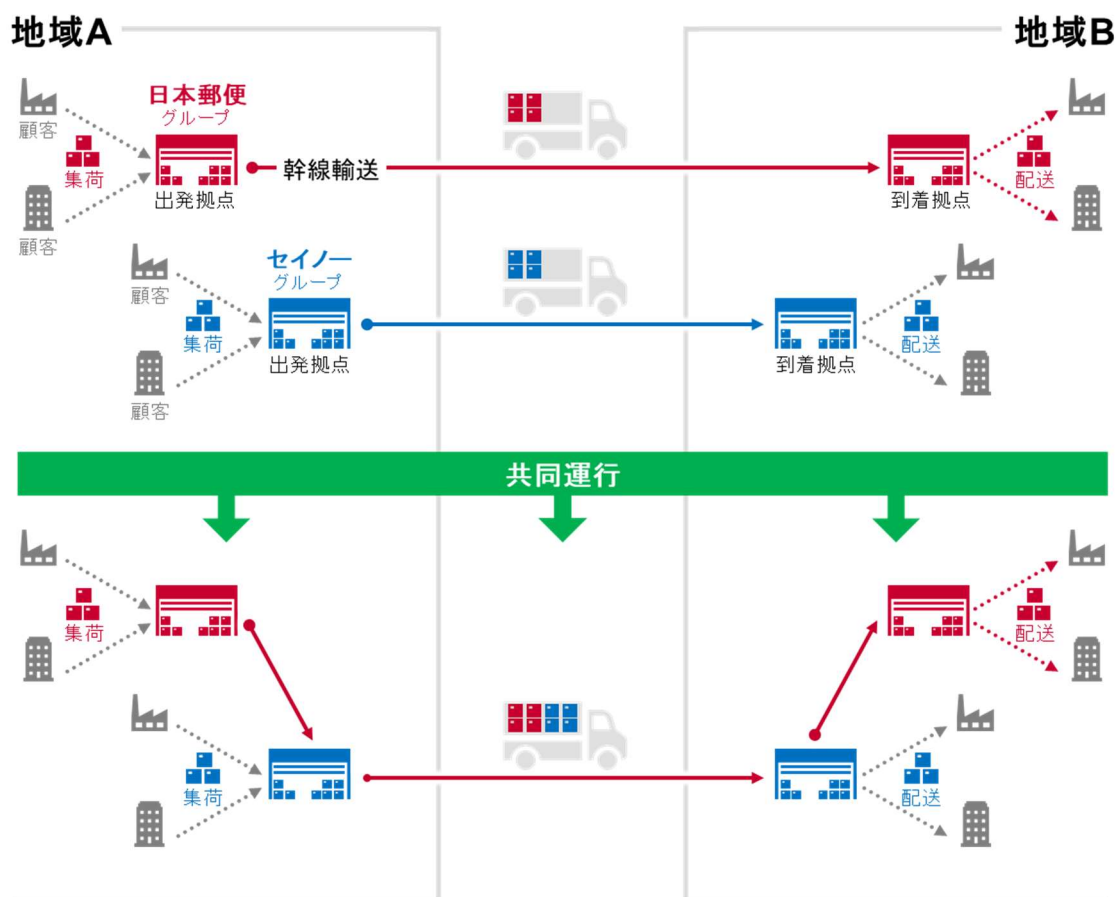 地域A
地域B
日本郵便
グループ
顧客
集荷
顧客
出発拠点
幹線輸送
到着拠点
配送
セイノー
グループ
顧客
集荷
顧客
出発拠点
到着拠点
配送
共同運行
集荷
配送
集荷
配送